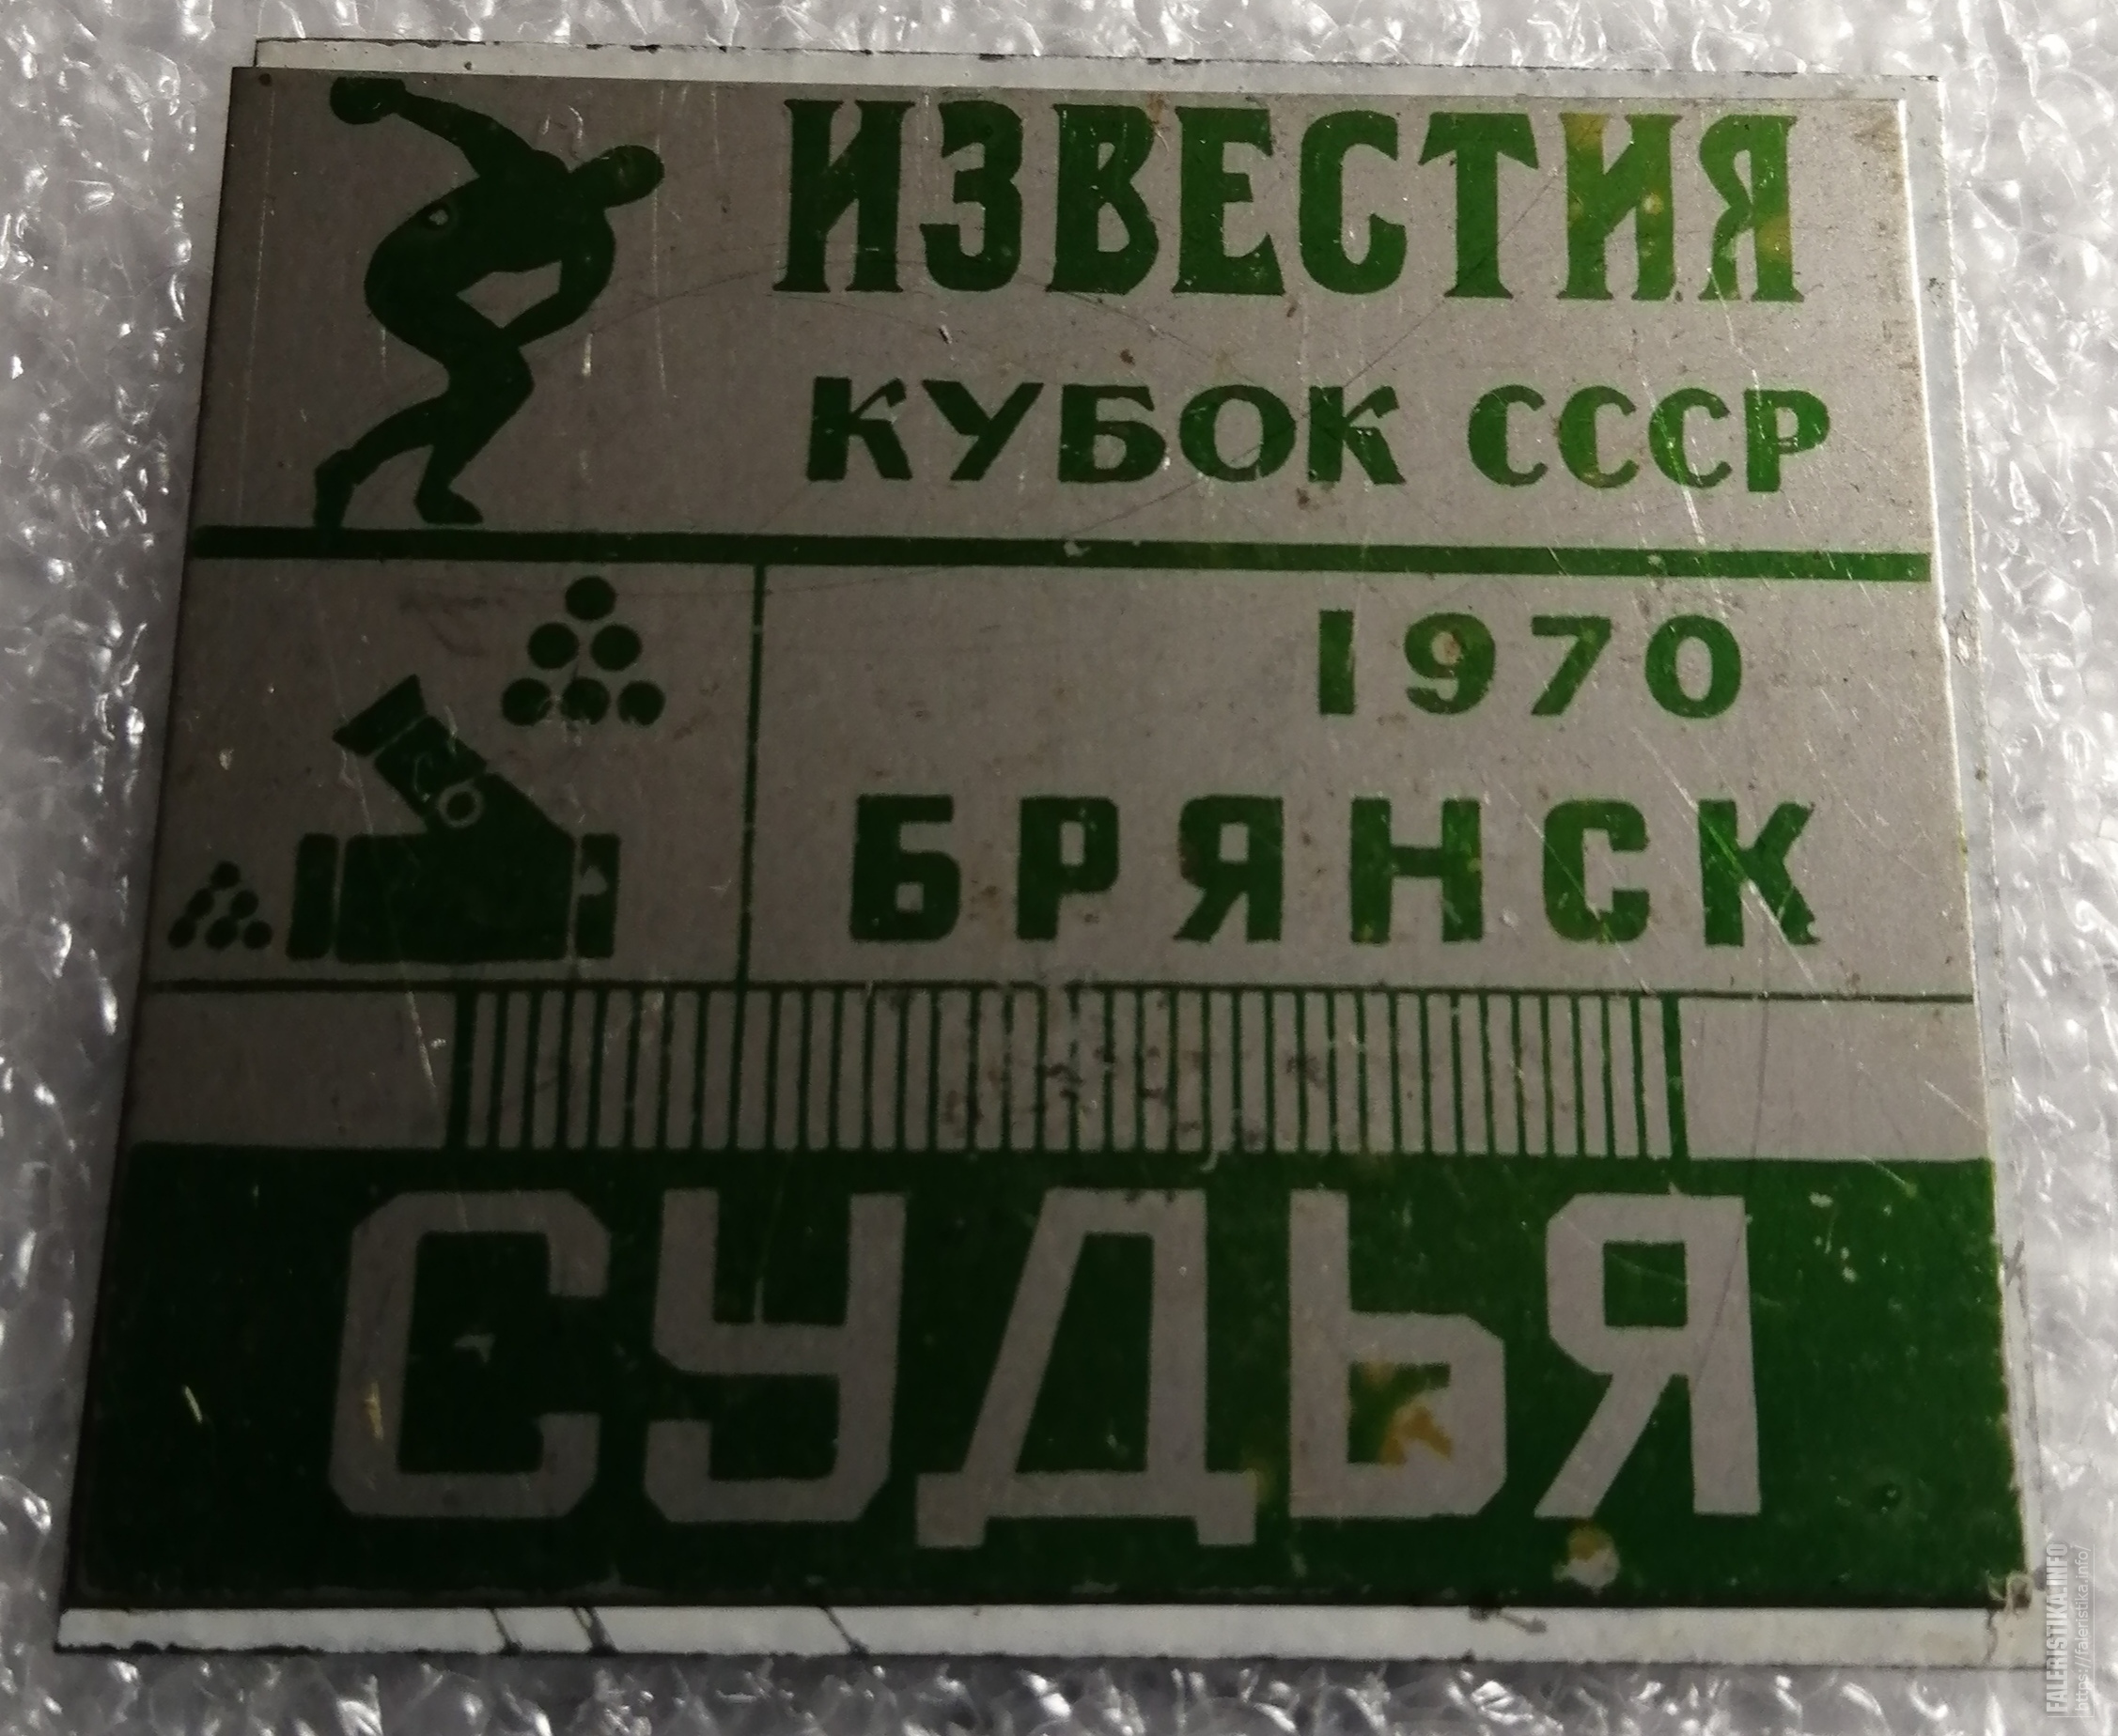 ИЗВЕСТИЯ
КУБОК СССР
1970
БРЯНСК
СУДЬЯ
FALERISTIKA.INFO
https://faleristika.info/